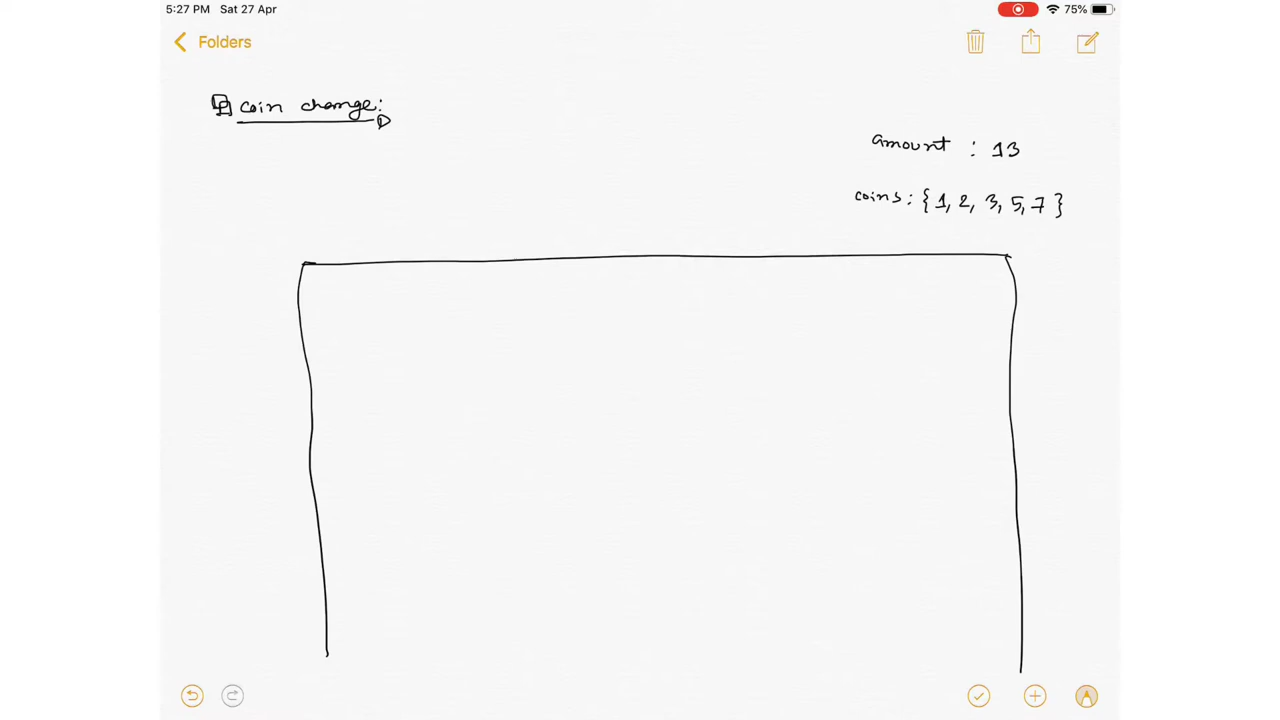 5:27 PM Sat 27 Apr
75%
Folders
coin change:
amount : 13
coins: { 1, 2, 3, 5, 7 }